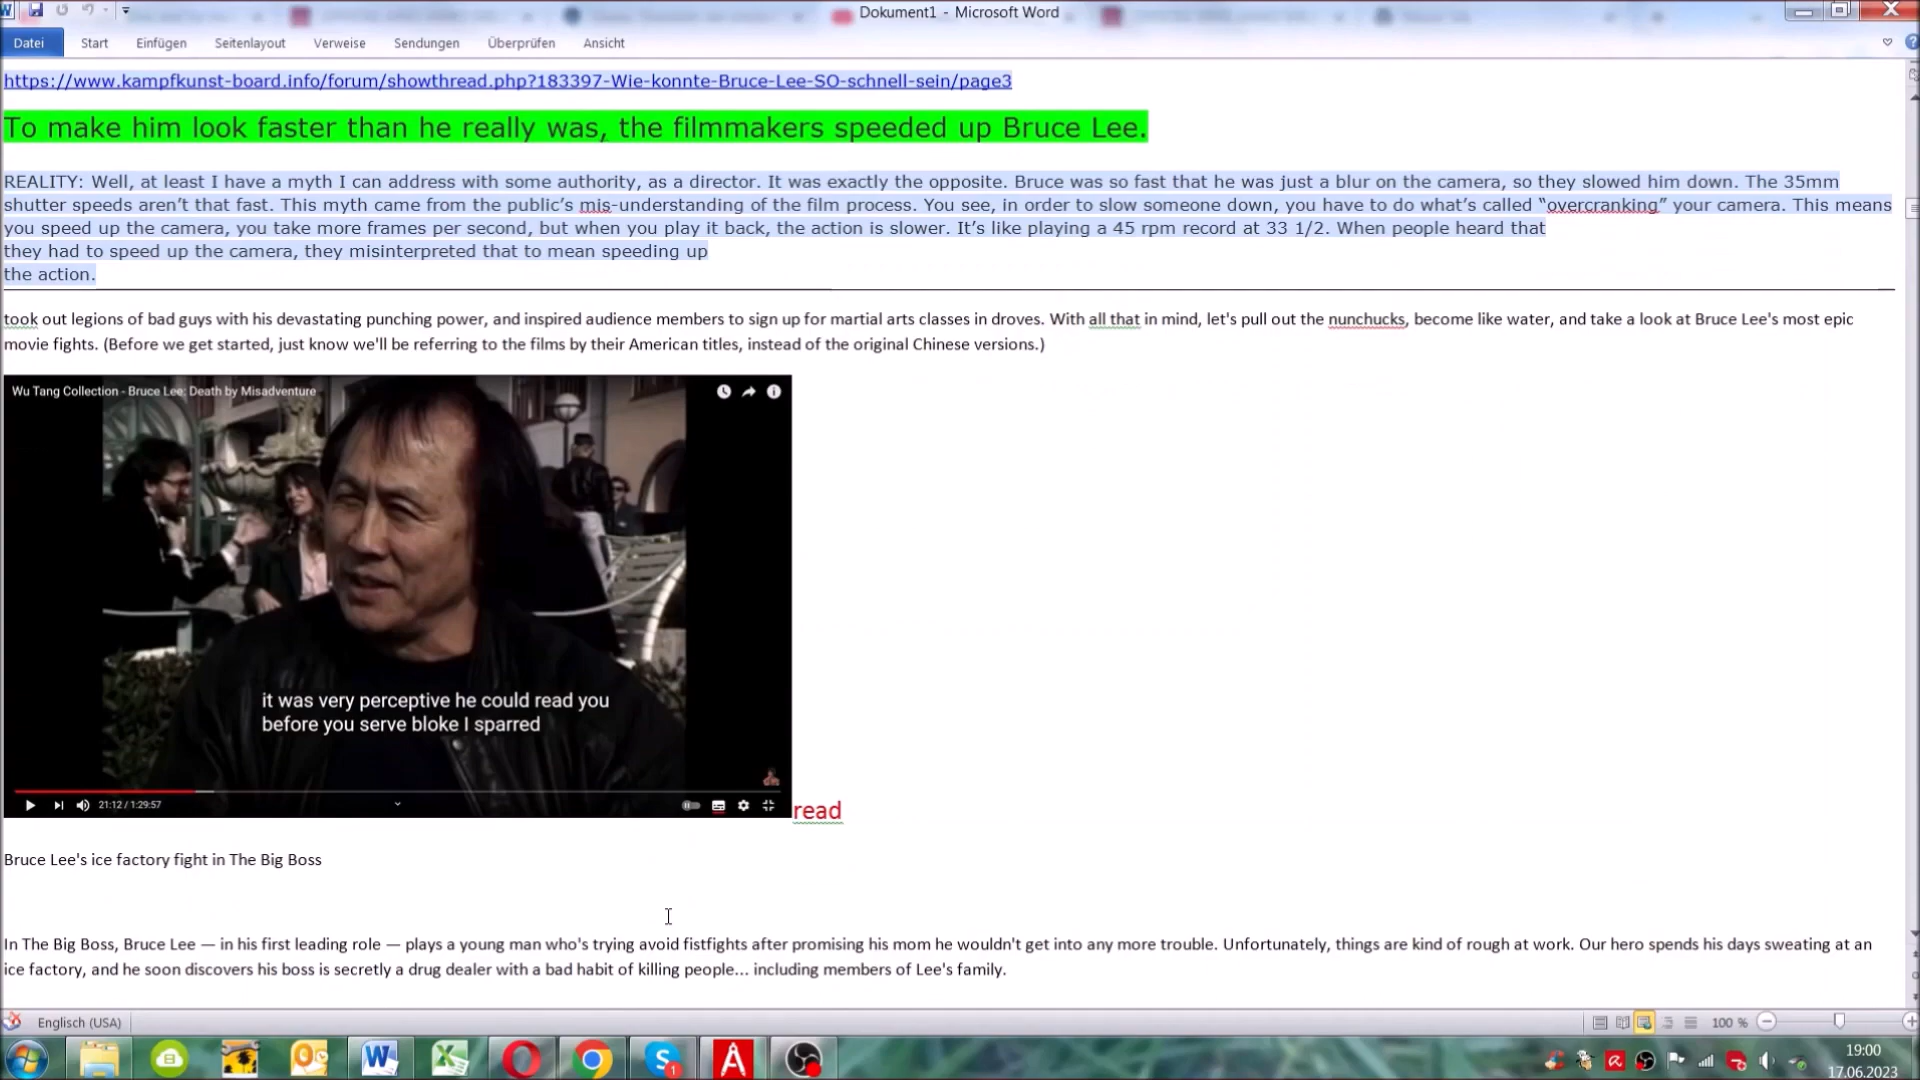 Dokument1 - Microsoft Word
Datei Start Einfügen Seitenlayout Verweise Sendungen Überprüfen Ansicht
https://www.kampfkunst-board.info/forum/showthread.php?183397-Wie-konnte-Bruce-Lee-SO-schnell-sein/page3
To make him look faster than he really was, the filmmakers speeded up Bruce Lee.
REALITY: Well, at least I have a myth I can address with some authority, as a director. It was exactly the opposite. Bruce was so fast that he was just a blur on the camera, so they slowed him down. The 35mm
shutter speeds aren’t that fast. This myth came from the public’s mis-understanding of the film process. You see, in order to slow someone down, you have to do what’s called “overcranking” your camera. This means
you speed up the camera, you take more frames per second, but when you play it back, the action is slower. It’s like playing a 45 rpm record at 33 1/2. When people heard that
they had to speed up the camera, they misinterpreted that to mean speeding up
the action.
took out legions of bad guys with his devastating punching power, and inspired audience members to sign up for martial arts classes in droves. With all that in mind, let's pull out the nunchucks, become like water, and take a look at Bruce Lee's most epic
movie fights. (Before we get started, just know we'll be referring to the films by their American titles, instead of the original Chinese versions.)
Wu Tang Collection - Bruce Lee: Death by Misadventure
it was very perceptive he could read you
before you serve bloke I sparred
21:12 / 1:29:57
read
Bruce Lee's ice factory fight in The Big Boss
In The Big Boss, Bruce Lee — in his first leading role — plays a young man who's trying avoid fistfights after promising his mom he wouldn't get into any more trouble. Unfortunately, things are kind of rough at work. Our hero spends his days sweating at an
ice factory, and he soon discovers his boss is secretly a drug dealer with a bad habit of killing people... including members of Lee's family.
Englisch (USA)
100 %
19:00
17.06.2023